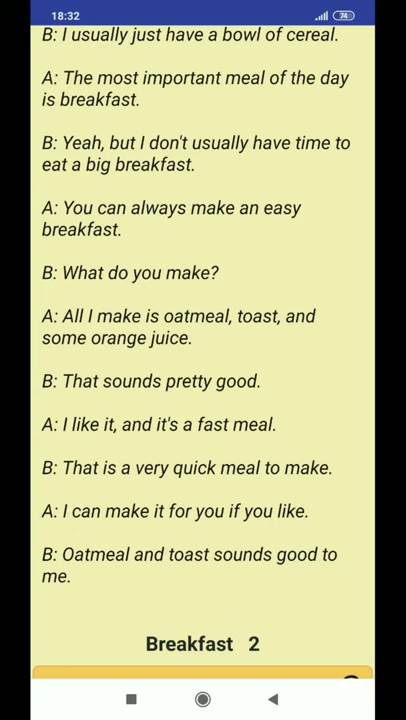 18:32
74
B: I usually just have a bowl of cereal.
A: The most important meal of the day
is breakfast.
B: Yeah, but I don't usually have time to
eat a big breakfast.
A: You can always make an easy
breakfast.
B: What do you make?
A: All I make is oatmeal, toast, and
some orange juice.
B: That sounds pretty good.
A: I like it, and it's a fast meal.
B: That is a very quick meal to make.
A: I can make it for you if you like.
B: Oatmeal and toast sounds good to
me.
Breakfast 2